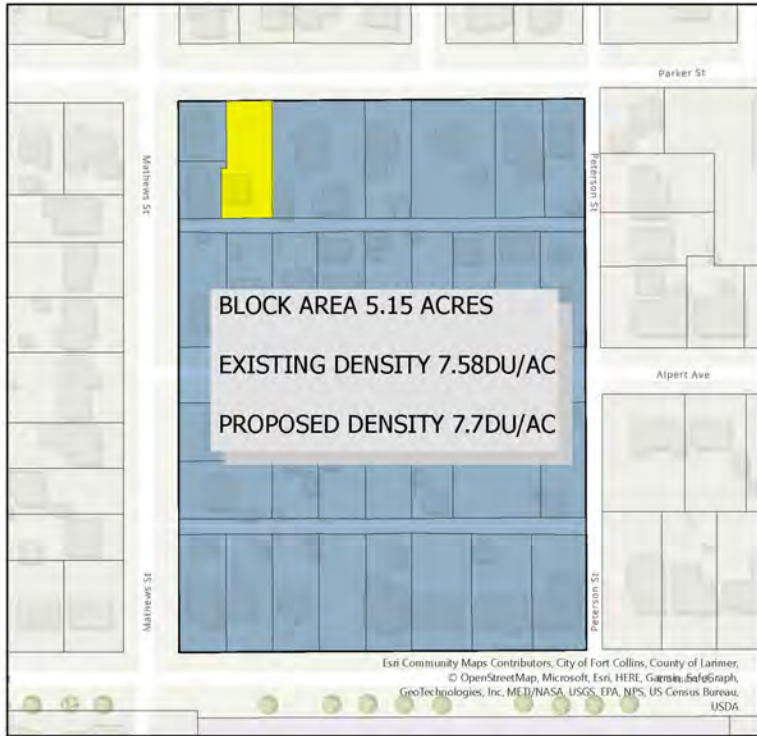 Parker St
Mathews St
Peterson St
BLOCK AREA 5.15 ACRES
EXISTING DENSITY 7.58DU/AC
Alpert Ave
PROPOSED DENSITY 7.7DU/AC
Mathews St
Peterson St
Esri Community Maps Contributors, City of Fort Collins, County of Larimer,
© OpenStreetMap, Microsoft, Esri, HERE, Garmin, SafeGraph,
GeoTechnologies, Inc, METI/NASA, USGS, EPA, NPS, US Census Bureau,
USDA